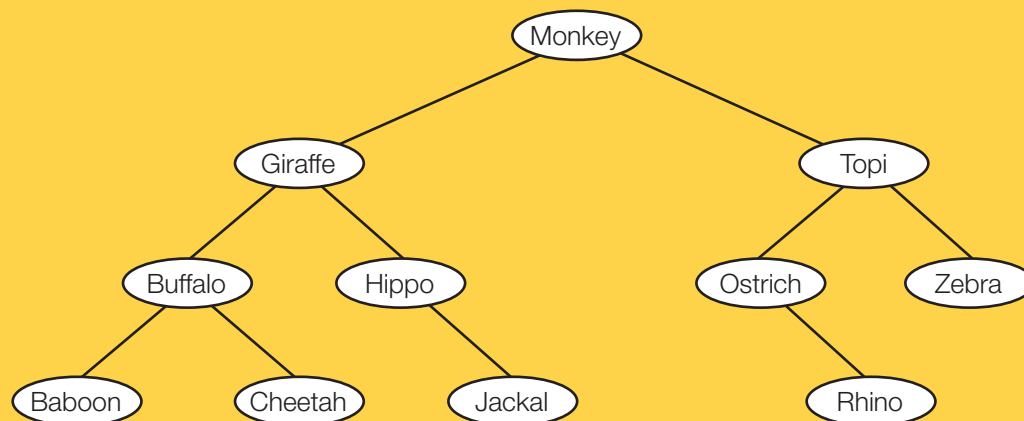 Monkey
Giraffe Topi
Buffalo Hippo Ostrich Zebra
Baboon Cheetah Jackal Rhino